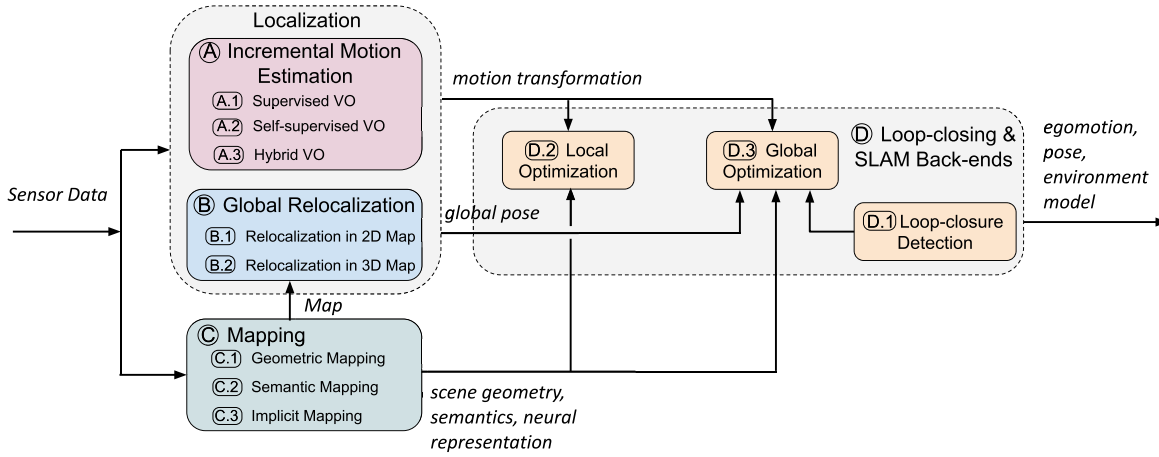 Localization
A Incremental Motion
Estimation
A.1 Supervised VO
A.2 Self-supervised VO
A.3 Hybrid VO
motion transformation
Sensor Data
B Global Relocalization
B.1 Relocalization in 2D Map
B.2 Relocalization in 3D Map
global pose
Map
C Mapping
C.1 Geometric Mapping
C.2 Semantic Mapping
C.3 Implicit Mapping
scene geometry,
semantics, neural
representation
D.2 Local
Optimization
D.3 Global
Optimization
D Loop-closing &
SLAM Back-ends
D.1 Loop-closure
Detection
egomotion,
pose,
environment
model